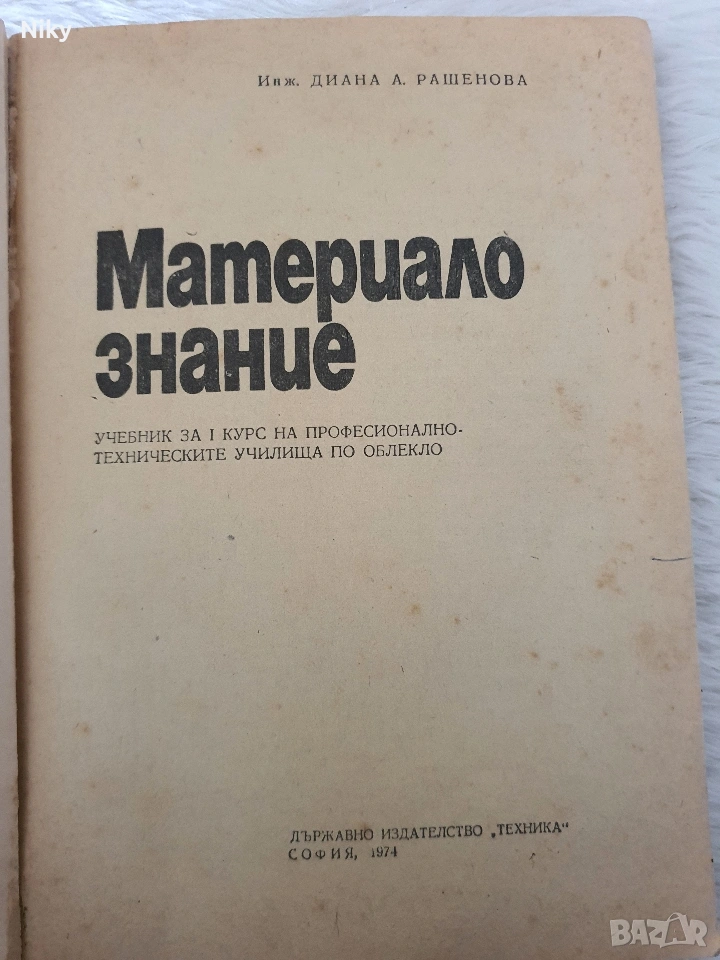 Niky
Инж. ДИАНА А. РАШЕНОВА
Материало
знание
УЧЕБНИК ЗА I КУРС НА ПРОФЕСИОНАЛНО-
ТЕХНИЧЕСКИТЕ УЧИЛИЩА ПО ОБЛЕКЛО
ДЪРЖАВНО ИЗДАТЕЛСТВО „ТЕХНИКА“
СОФИЯ, 1974
BAZAR